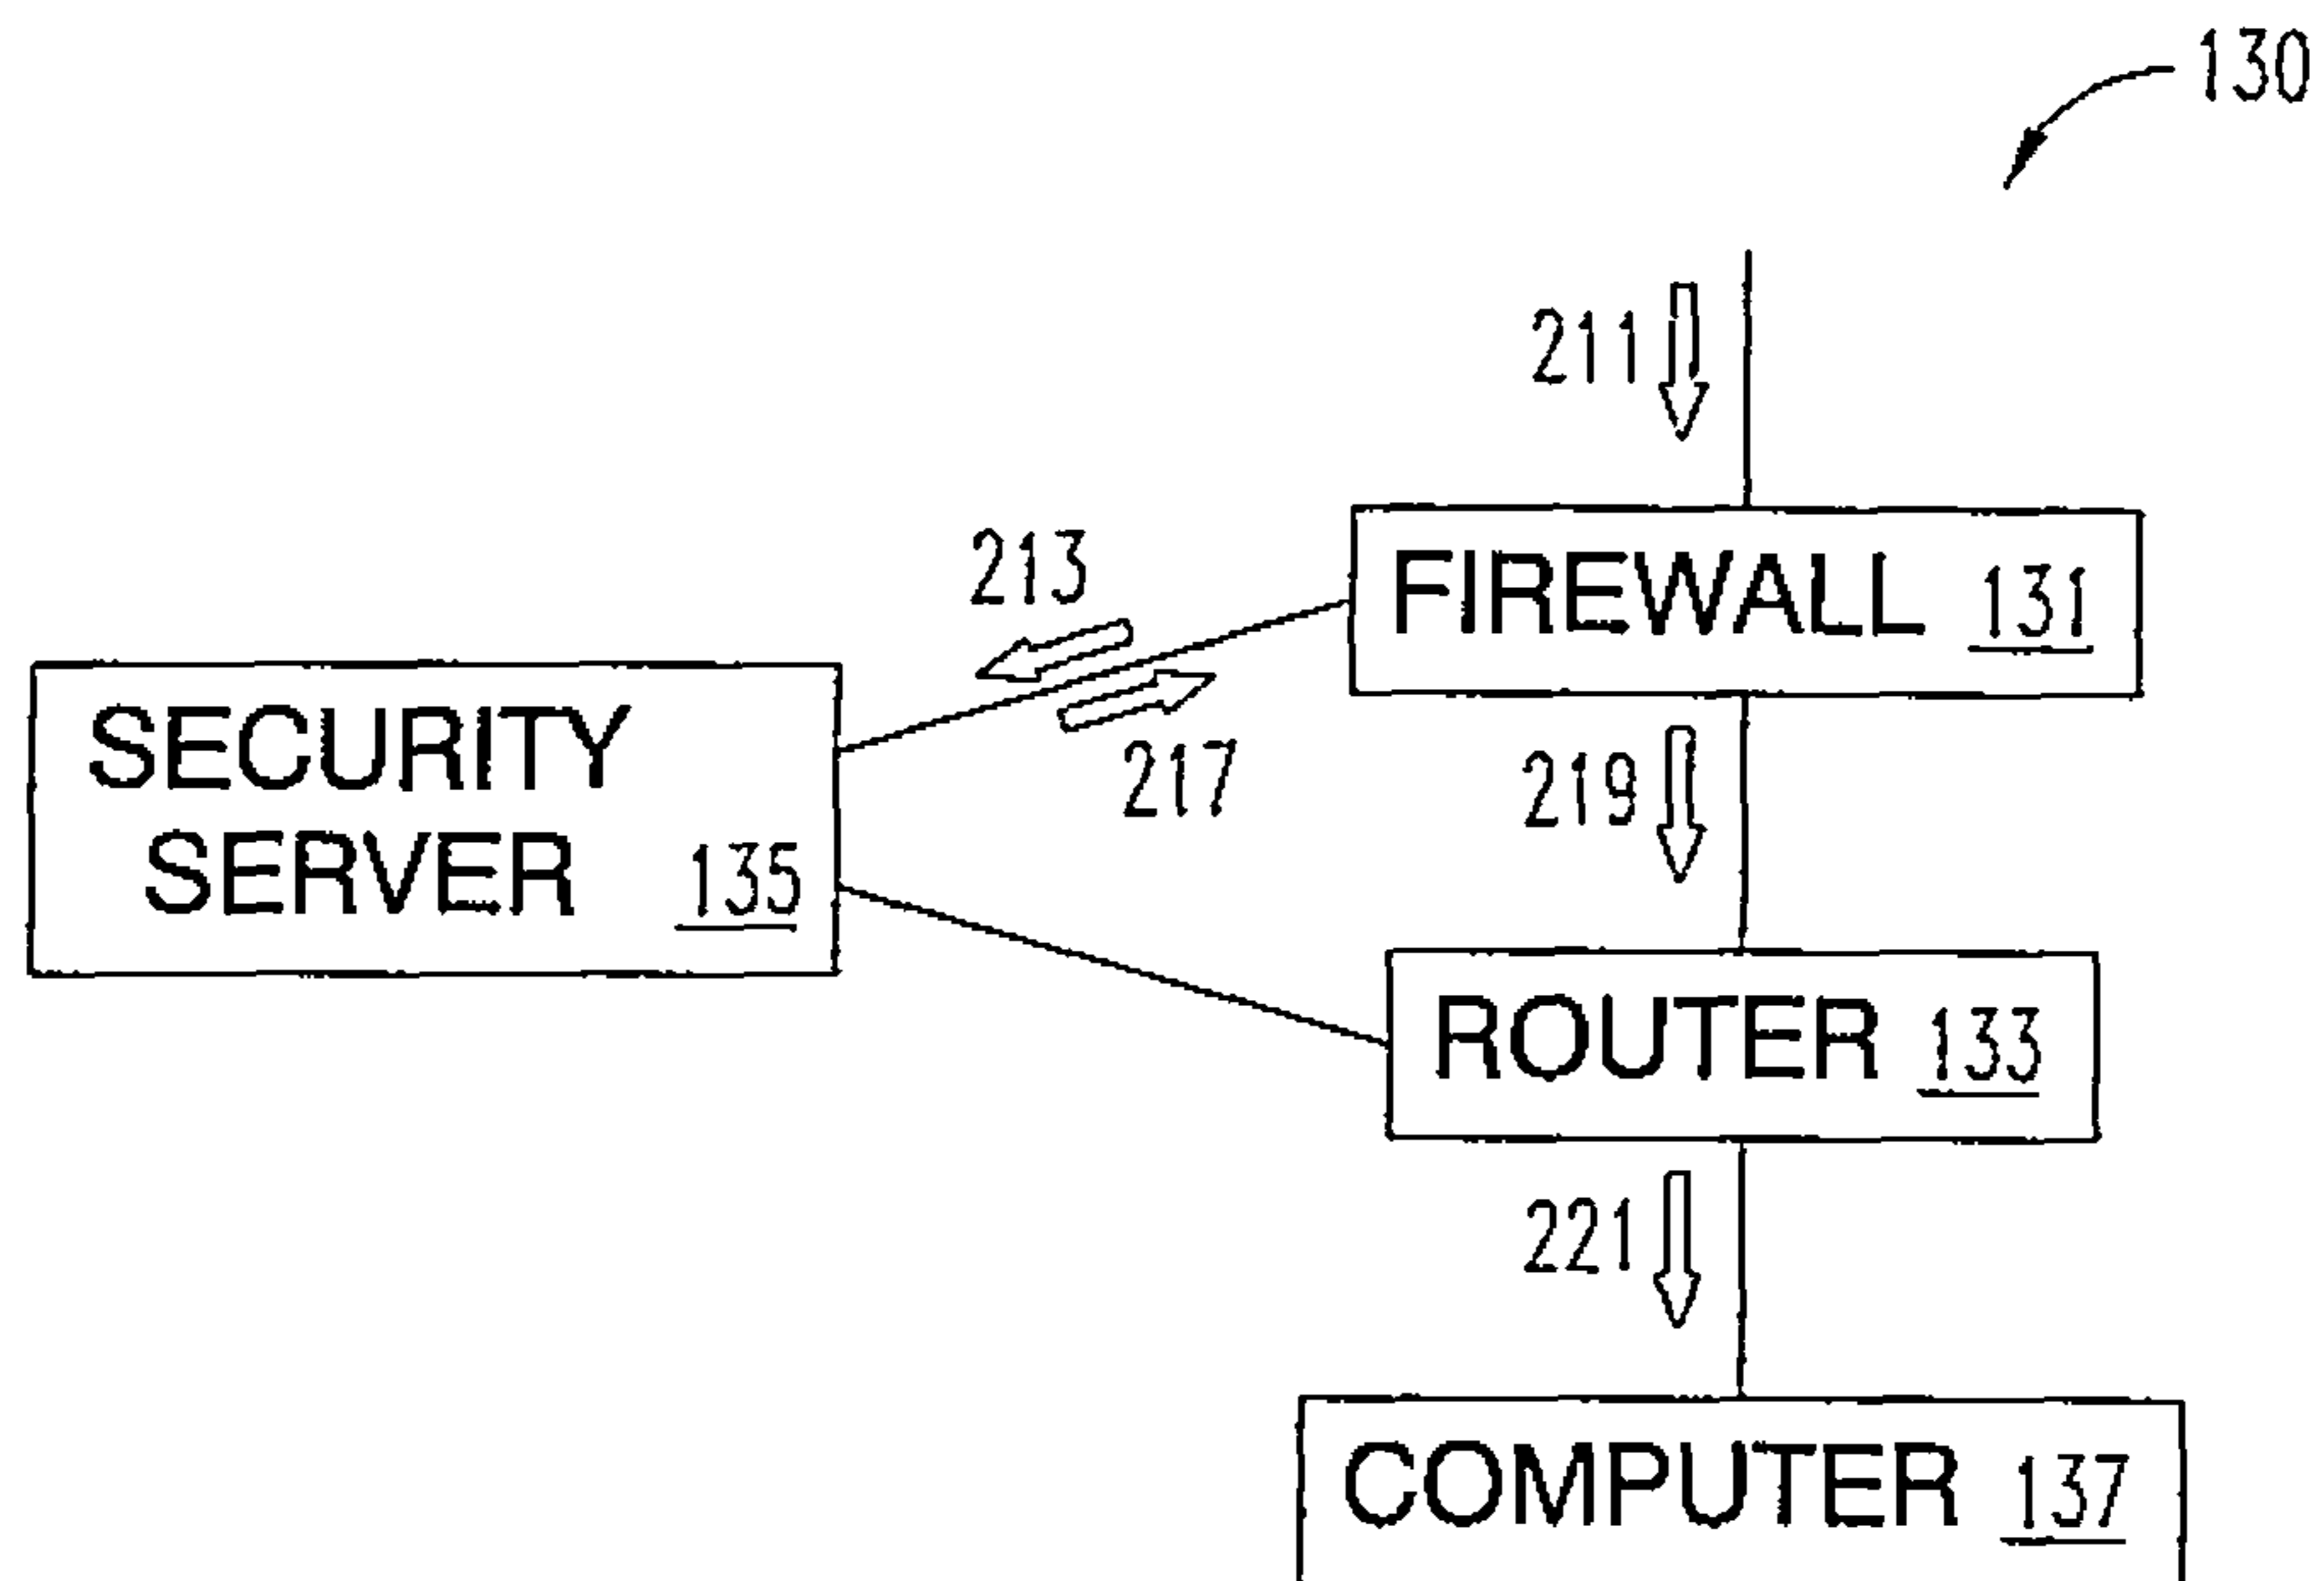 130
211
213
FIREWALL 131
SECURITY
SERVER 135
217
219
ROUTER 133
221
COMPUTER 137